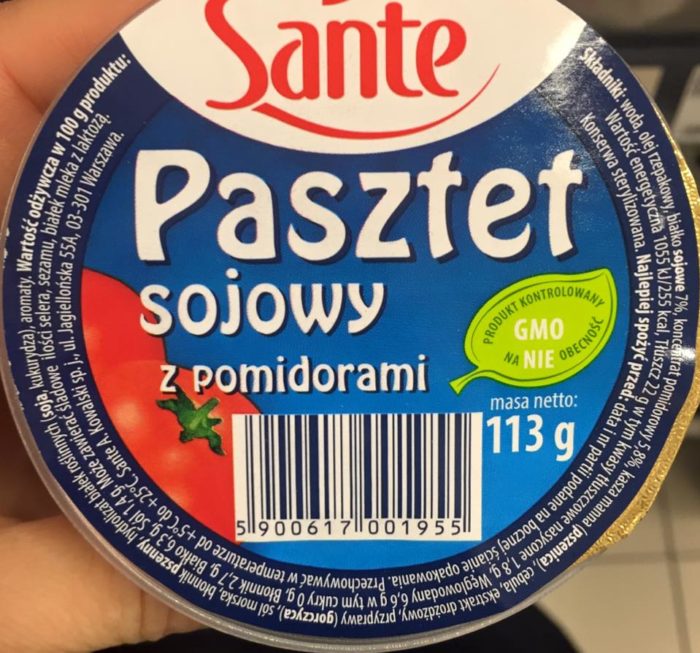 Sante
Pasztet
sojowy
z pomidorami
PRODUKT KONTROLOWANY
GMO
NIE
NA OBECNOŚĆ
masa netto:
113 g
5 900617 001955
Składniki: woda, olej rzepakowy, białko sojowe 7%, koncentrat pomidorowy 5,8%, kasza manna (pszenica), cebula, ekstrakt drożdżowy, przyprawy (gorczyca), sól morska, błonnik pszenny, hydrolizat białek roślinnych (soja, kukurydza), aromaty. Wartość odżywcza w 100 g produktu:
Wartość energetyczna 1055 kJ/255 kcal, Tłuszcz 22 g w tym kwasy tłuszczowe nasycone 1,8 g, Węglowodany 6,6 g w tym cukry 0 g, Błonnik 2,7 g, Białko 6,3 g, Sól 1,4 g. Może zawierać śladowe ilości selera, sezamu, białek mleka z laktozą.
Konserwa sterylizowana. Najlepiej spożyć przed: data i nr partii podane na bocznej ścianie opakowania. Przechowywać w temperaturze od +5°C do +25°C. Sante A. Kowalski sp. j., ul. Jagiellońska 55A, 03-301 Warszawa.